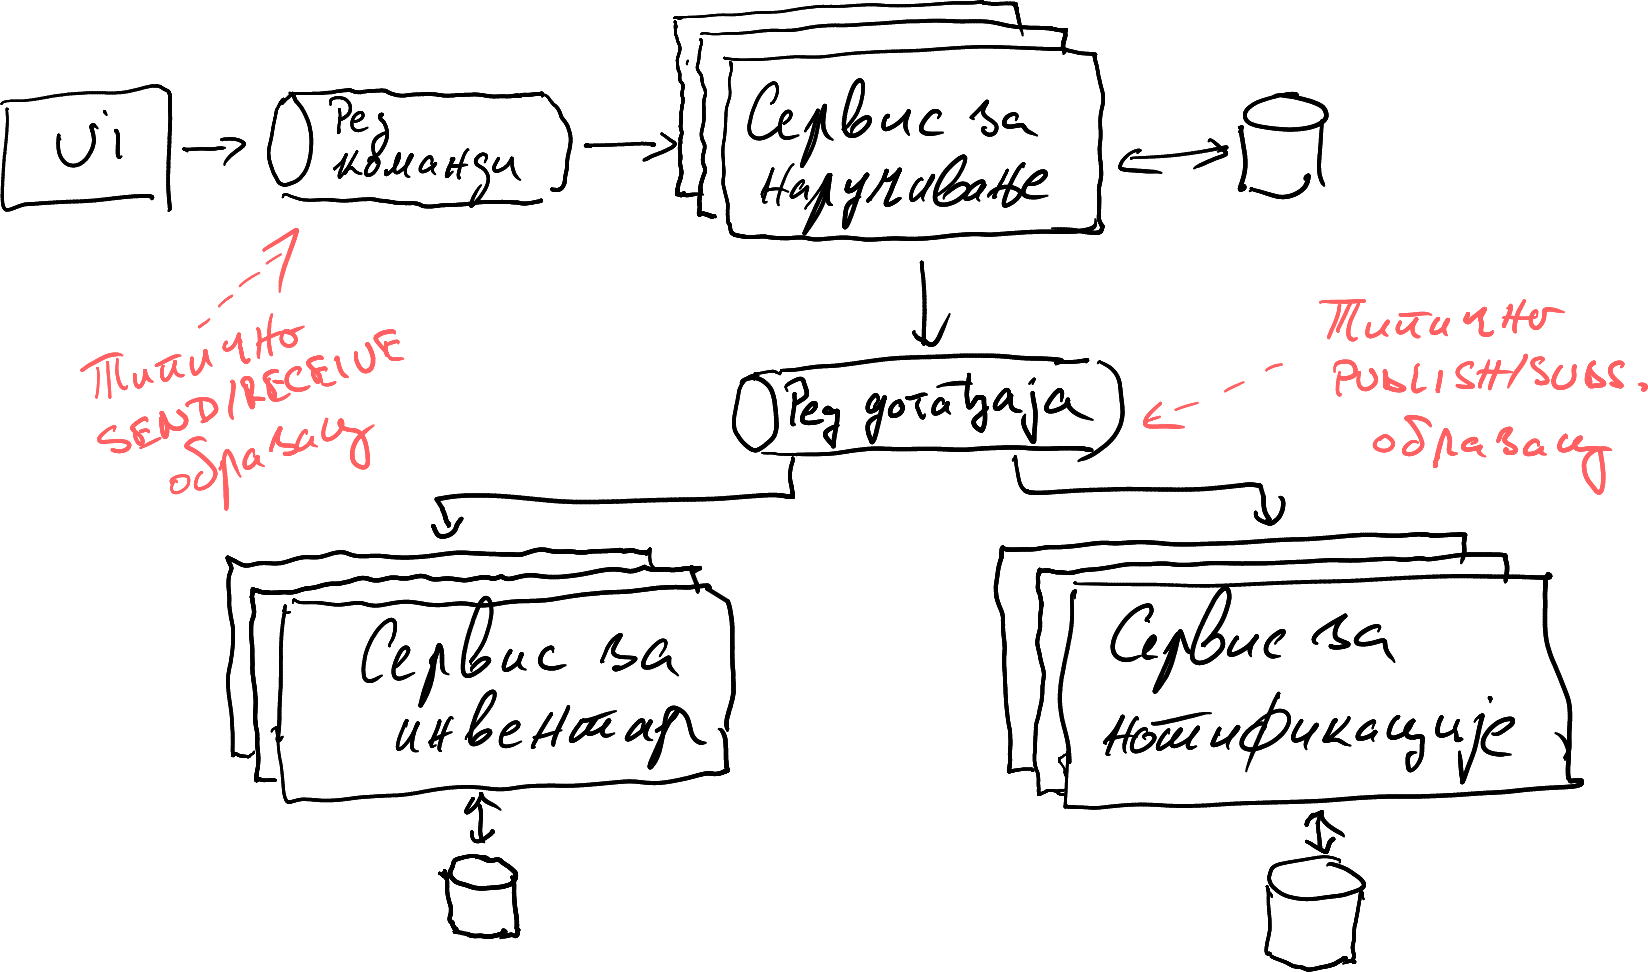 Ui
Ред
команди
Сервис за
наручивање
Типично
SEND/RECEIVE
образац
Ред догађаја
Типично
PUBLISH/SUBS.
образац
Сервис за
инвентар
Сервис за
нотификације